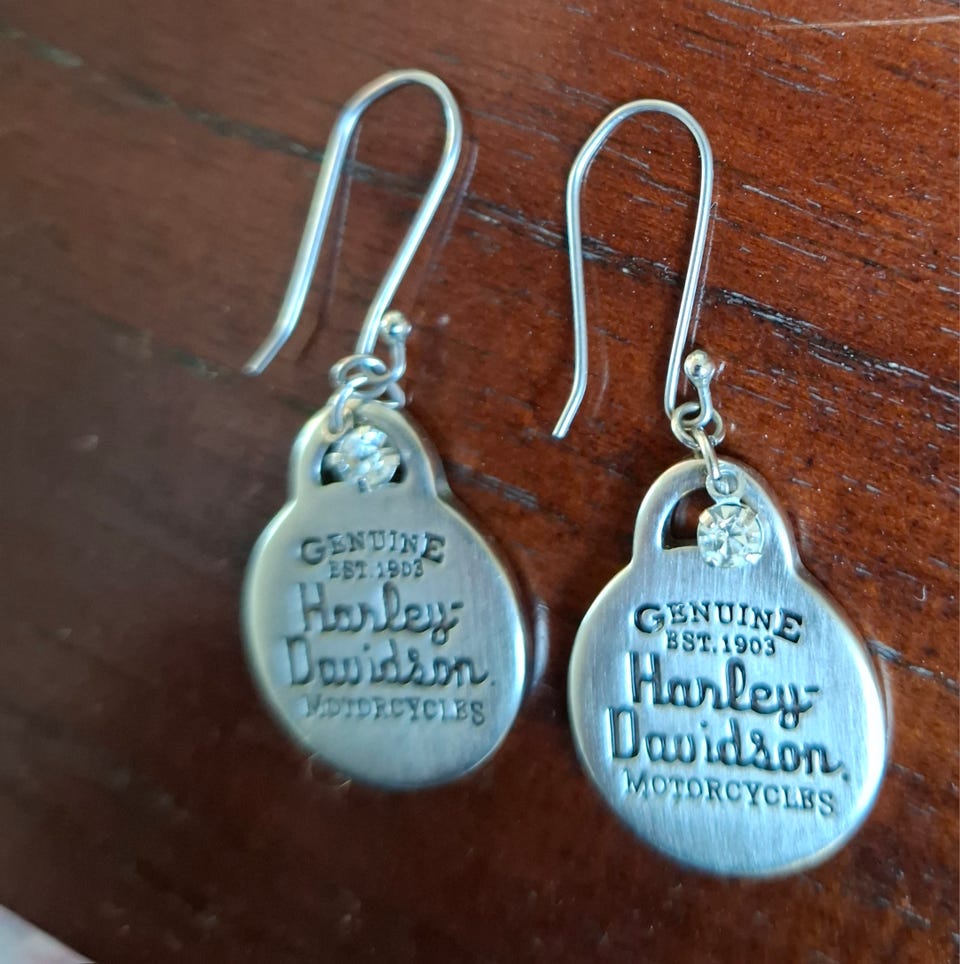 GENUINE
EST. 1903
Harley-
Davidson.
MOTORCYCLES
GENUINE
EST. 1903
Harley-
Davidson.
MOTORCYCLES